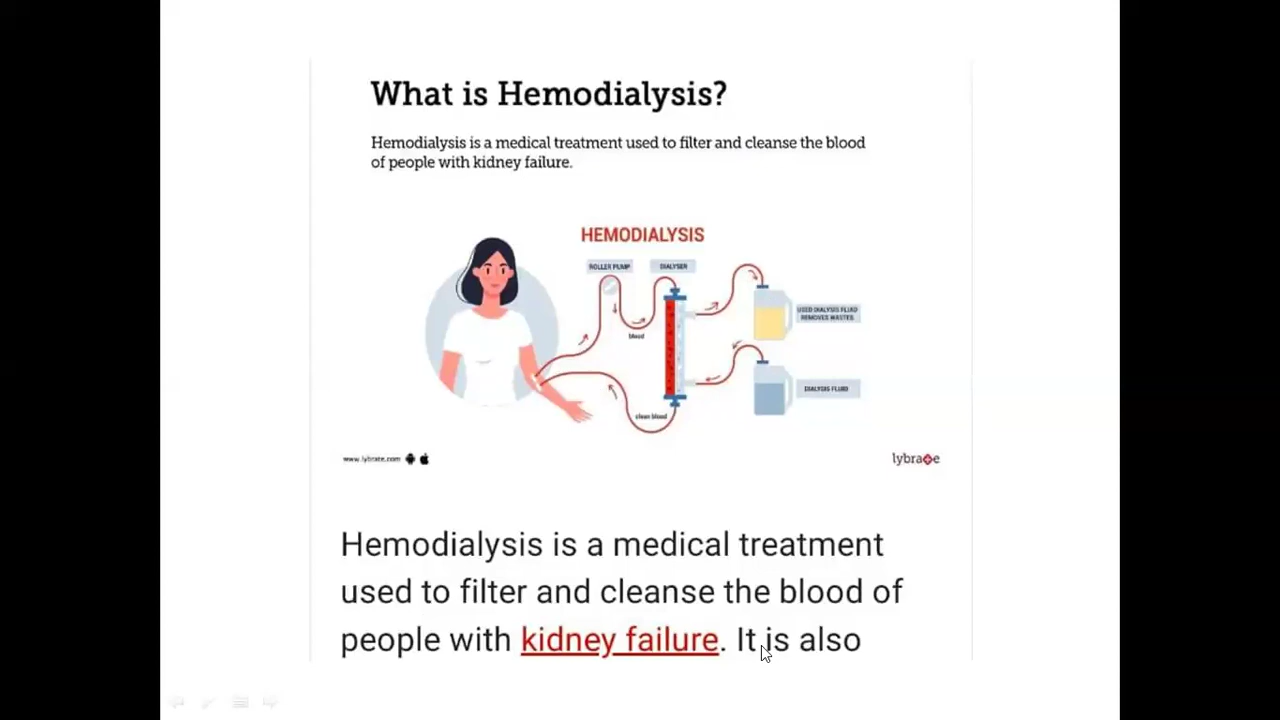 What is Hemodialysis?
Hemodialysis is a medical treatment used to filter and cleanse the blood
of people with kidney failure.
HEMODIALYSIS
ROLLER PUMP
DIALYSER
USED DIALYSIS FLUID
REMOVES WASTES
blood
DIALYSIS FLUID
clean blood
www.lybrate.com
lybrate
Hemodialysis is a medical treatment
used to filter and cleanse the blood of
people with kidney failure. It is also